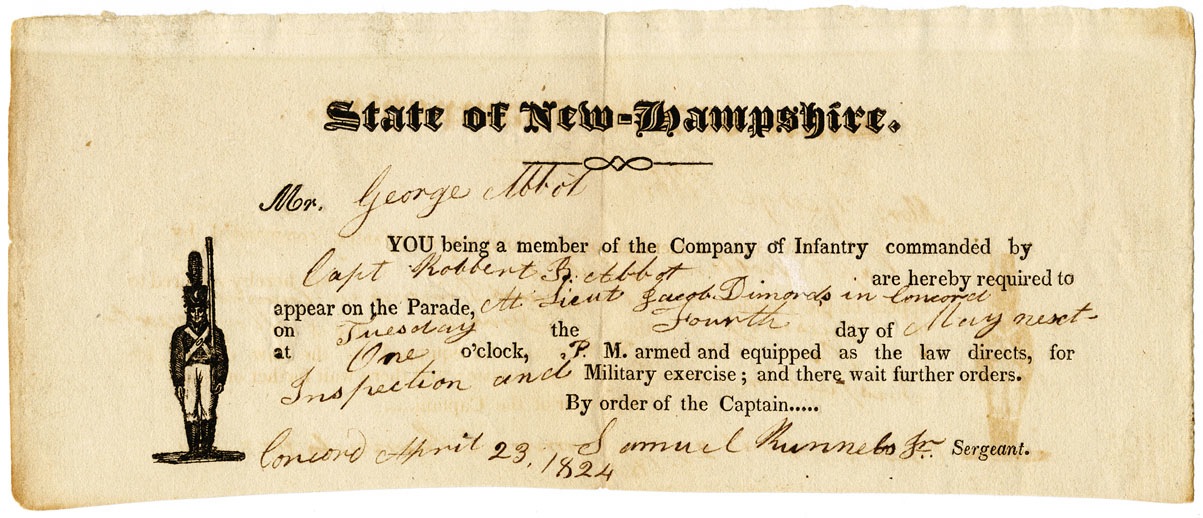 State of New-Hampshire.
Mr. George Abbot
YOU being a member of the Company of Infantry commanded by
Capt Robbert B. Abbot are hereby required to
appear on the Parade, At Lieut Jacob Dimonds in Concord
on Tuesday the Fourth day of May next
at One o'clock, P. M. armed and equipped as the law directs, for
Inspection and Military exercise; and there wait further orders.
By order of the Captain.....
Concord April 23, 1824 Samuel Runnels Jr. Sergeant.